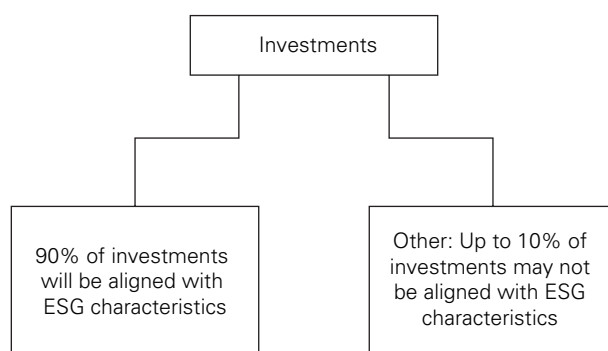 Investments
90% of investments
will be aligned with
ESG characteristics
Other: Up to 10% of
investments may not
be aligned with ESG
characteristics